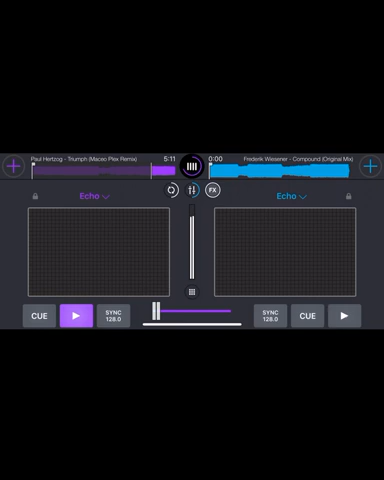 Paul Hertzog - Triumph (Maceo Plex Remix) 5:11
0:00 Frederik Wiesener - Compound (Original Mix)
FX
Echo
Echo
CUE
SYNC
128.0
SYNC
128.0
CUE